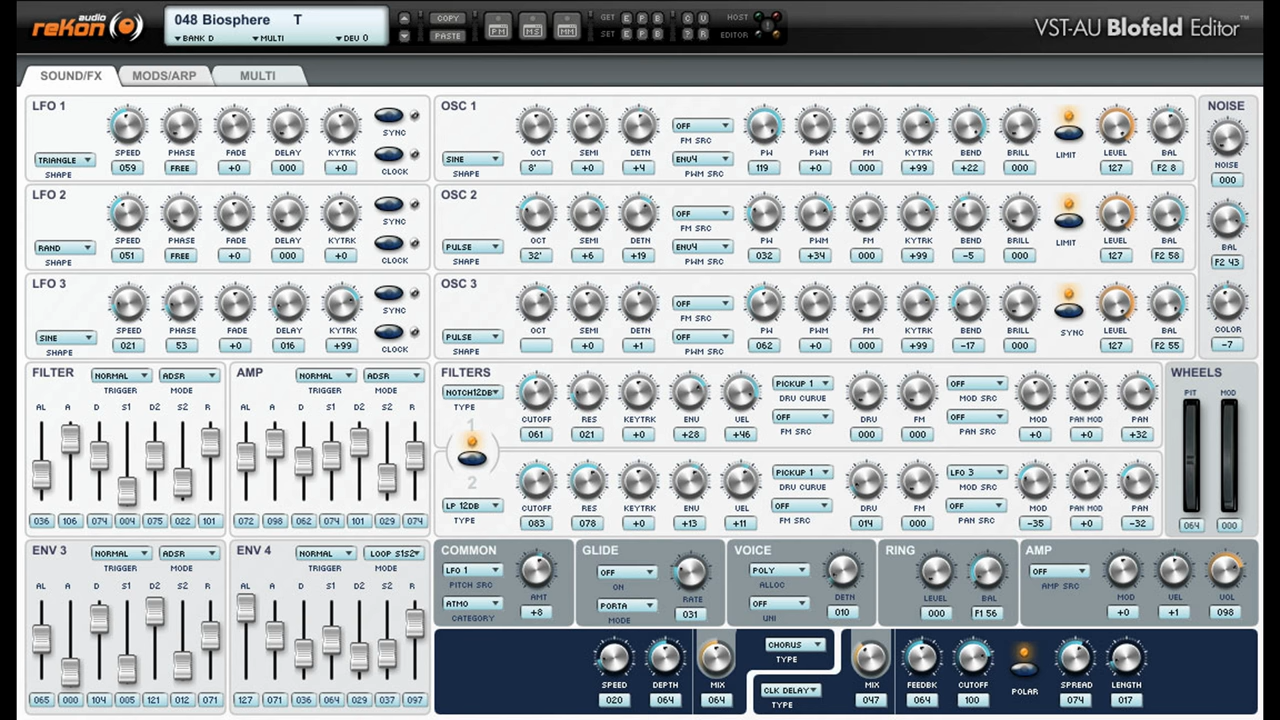 audio
reKon
048 Biosphere T
BANK D MULTI DEU 0
COPY
PASTE
PM MS MM
GET E P B C U HOST
SET E P B ? R EDITOR
VST-AU Blofeld Editor™
SOUND/FX MODS/ARP MULTI
LFO 1
TRIANGLE
SHAPE
SPEED PHASE FADE DELAY KYTRK
059 FREE +0 000 +0
SYNC
CLOCK
OSC 1
SINE
SHAPE
OCT SEMI DETN
8' +0 +4
OFF
FM SRC
ENV4
PWM SRC
PW PWM FM KYTRK BEND BRILL
119 +0 000 +99 +22 000
LIMIT
LEVEL BAL
127 F2 8
NOISE
NOISE
000
BAL
F2 43
COLOR
-7
LFO 2
RAND
SHAPE
SPEED PHASE FADE DELAY KYTRK
051 FREE +0 000 +0
SYNC
CLOCK
OSC 2
PULSE
SHAPE
OCT SEMI DETN
32' +6 +19
OFF
FM SRC
ENV4
PWM SRC
PW PWM FM KYTRK BEND BRILL
032 +34 000 +99 -5 000
LIMIT
LEVEL BAL
127 F2 58
LFO 3
SINE
SHAPE
SPEED PHASE FADE DELAY KYTRK
021 53 +0 016 +99
SYNC
CLOCK
OSC 3
PULSE
SHAPE
OCT SEMI DETN
+0 +1
OFF
FM SRC
OFF
PWM SRC
PW PWM FM KYTRK BEND BRILL
062 +0 000 +99 -17 000
SYNC
LEVEL BAL
127 F2 55
FILTER
NORMAL ADSR
TRIGGER MODE
AL A D S1 D2 S2 R
036 106 074 004 075 022 101
AMP
NORMAL ADSR
TRIGGER MODE
AL A D S1 D2 S2 R
072 098 062 074 101 029 074
FILTERS
NOTCH12DB
TYPE
CUTOFF RES KEYTRK ENU VEL
061 021 +0 +28 +46
PICKUP 1
DRU CURVE
OFF
FM SRC
DRU FM
000 000
OFF
MOD SRC
OFF
PAN SRC
MOD PAN MOD PAN
+0 +0 +32
1
2
LP 12DB
TYPE
CUTOFF RES KEYTRK ENU VEL
083 078 +0 +13 +11
PICKUP 1
DRU CURVE
OFF
FM SRC
DRU FM
014 000
LFO 3
MOD SRC
OFF
PAN SRC
MOD PAN MOD PAN
-35 +0 -32
WHEELS
PIT MOD
064 000
ENV 3
NORMAL ADSR
TRIGGER MODE
AL A D S1 D2 S2 R
065 000 104 005 121 012 071
ENV 4
NORMAL LOOP S1S2
TRIGGER MODE
AL A D S1 D2 S2 R
127 071 036 064 029 037 097
COMMON
LFO 1
PITCH SRC
ATMO
CATEGORY
AMT
+8
GLIDE
OFF
ON
PORTA
MODE
RATE
031
VOICE
POLY
ALLOC
OFF
UNI
DETN
010
RING
LEVEL BAL
000 F1 56
AMP
OFF
AMP SRC
MOD VEL VOL
+0 +1 098
SPEED DEPTH MIX
020 064 064
CHORUS
TYPE
CLK DELAY
TYPE
MIX
047
FEEDBK CUTOFF POLAR SPREAD LENGTH
064 100 074 017